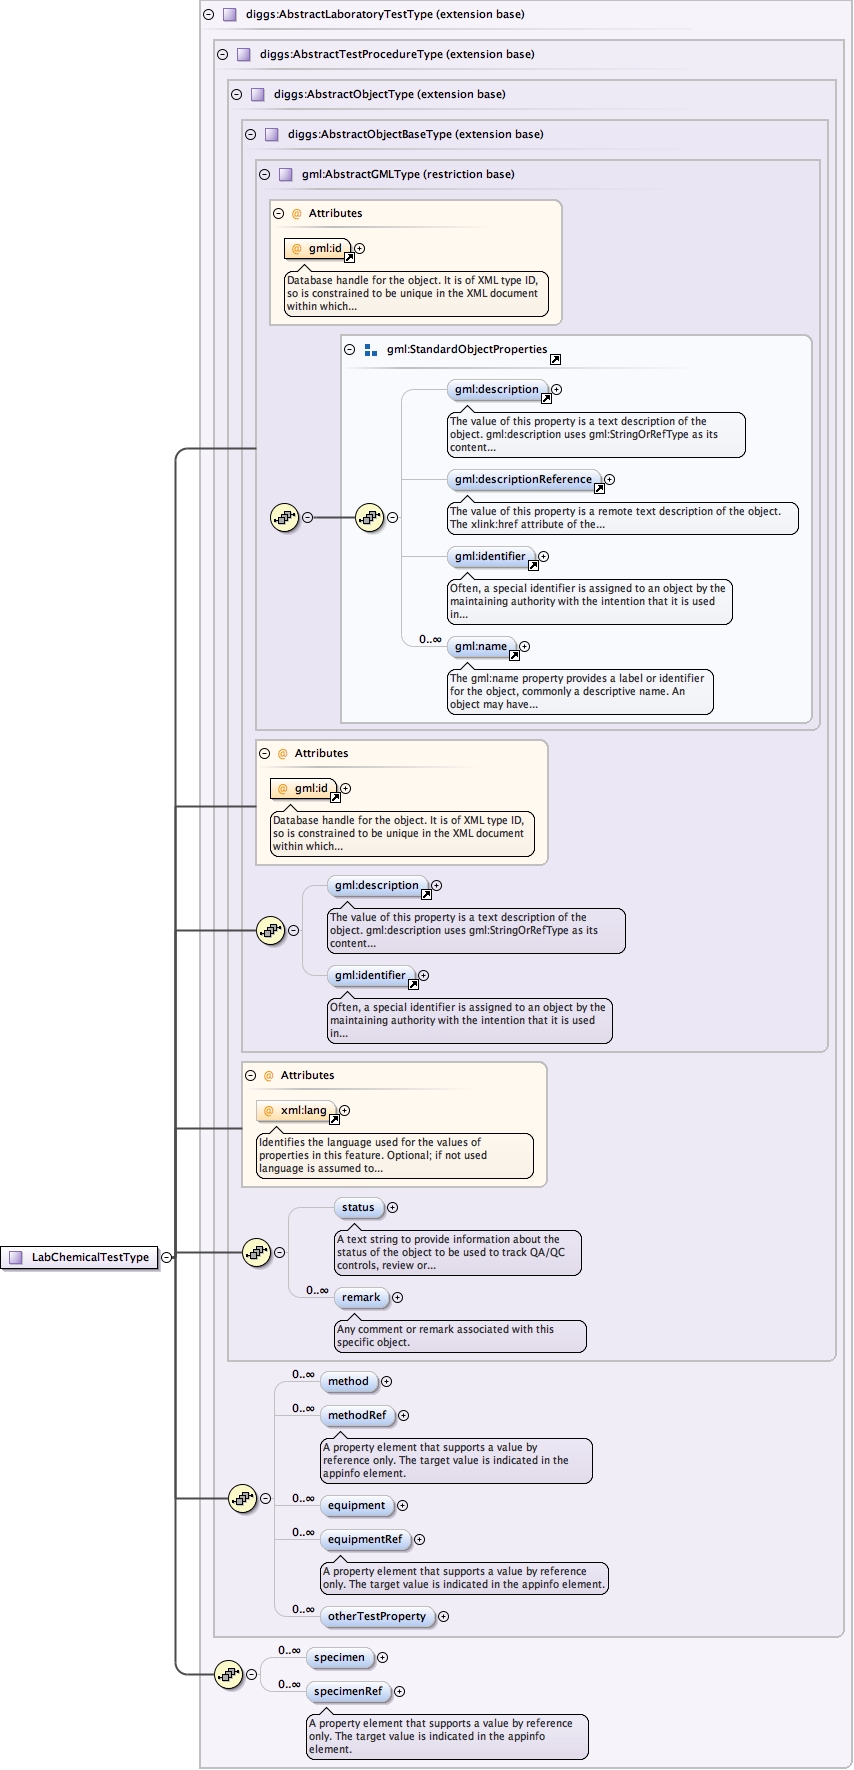 diggs:AbstractLaboratoryTestType (extension base)
diggs:AbstractTestProcedureType (extension base)
diggs:AbstractObjectType (extension base)
diggs:AbstractObjectBaseType (extension base)
gml:AbstractGMLType (restriction base)
@ Attributes
@ gml:id
Database handle for the object. It is of XML type ID,
so is constrained to be unique in the XML document
within which...
gml:StandardObjectProperties
gml:description
The value of this property is a text description of the
object. gml:description uses gml:StringOrRefType as its
content...
gml:descriptionReference
The value of this property is a remote text description of the object.
The xlink:href attribute of the...
gml:identifier
Often, a special identifier is assigned to an object by the
maintaining authority with the intention that it is used
in...
0..∞ gml:name
The gml:name property provides a label or identifier
for the object, commonly a descriptive name. An
object may have...
@ Attributes
@ gml:id
Database handle for the object. It is of XML type ID,
so is constrained to be unique in the XML document
within which...
gml:description
The value of this property is a text description of the
object. gml:description uses gml:StringOrRefType as its
content...
gml:identifier
Often, a special identifier is assigned to an object by the
maintaining authority with the intention that it is used
in...
@ Attributes
@ xml:lang
Identifies the language used for the values of
properties in this feature. Optional; if not used
language is assumed to...
status
A text string to provide information about the
status of the object to be used to track QA/QC
controls, review or...
LabChemicalTestType
0..∞ remark
Any comment or remark associated with this
specific object.
0..∞ method
0..∞ methodRef
A property element that supports a value by
reference only. The target value is indicated in the
appinfo element.
0..∞ equipment
0..∞ equipmentRef
A property element that supports a value by reference
only. The target value is indicated in the appinfo element.
0..∞ otherTestProperty
0..∞ specimen
0..∞ specimenRef
A property element that supports a value by reference
only. The target value is indicated in the appinfo
element.